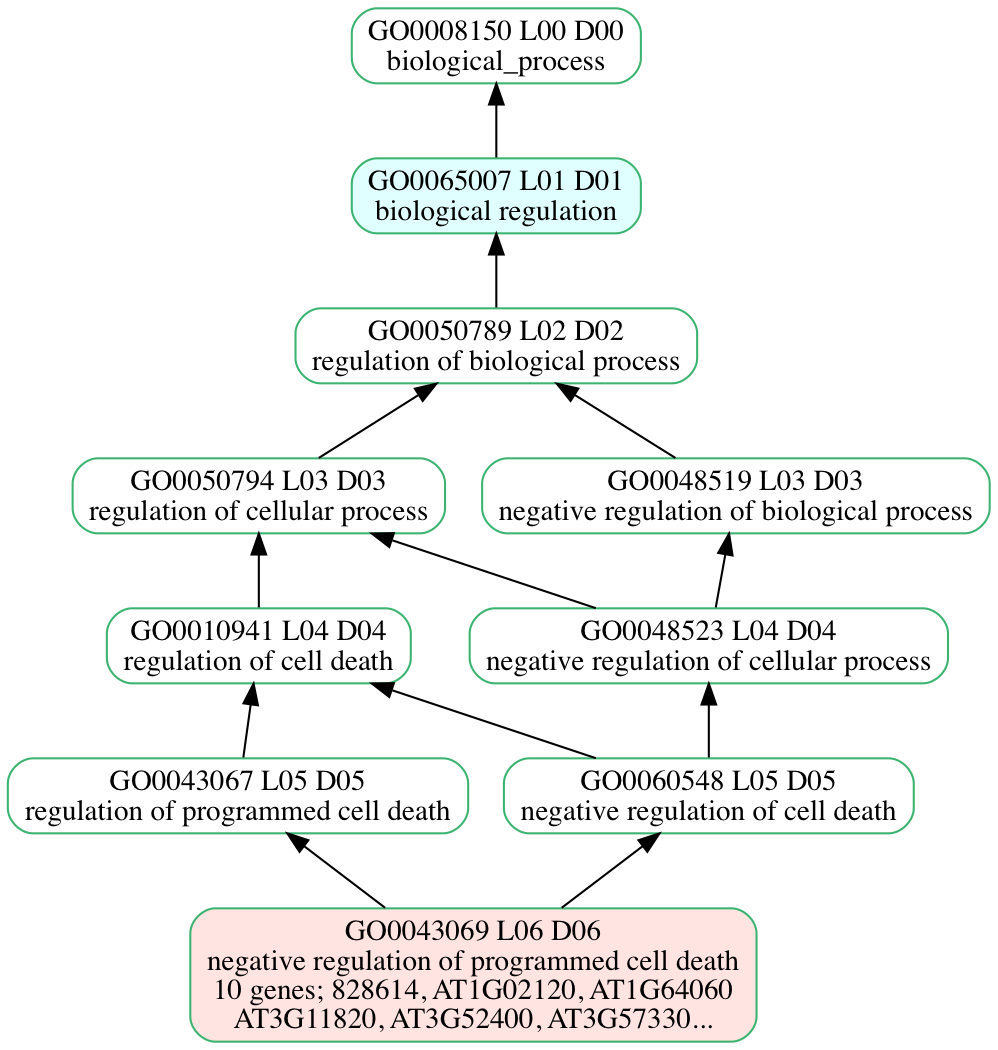 GO0008150 L00 D00
biological_process
GO0065007 L01 D01
biological regulation
GO0050789 L02 D02
regulation of biological process
GO0050794 L03 D03
regulation of cellular process
GO0048519 L03 D03
negative regulation of biological process
GO0010941 L04 D04
regulation of cell death
GO0048523 L04 D04
negative regulation of cellular process
GO0043067 L05 D05
regulation of programmed cell death
GO0060548 L05 D05
negative regulation of cell death
GO0043069 L06 D06
negative regulation of programmed cell death
10 genes; 828614, AT1G02120, AT1G64060
AT3G11820, AT3G52400, AT3G57330...